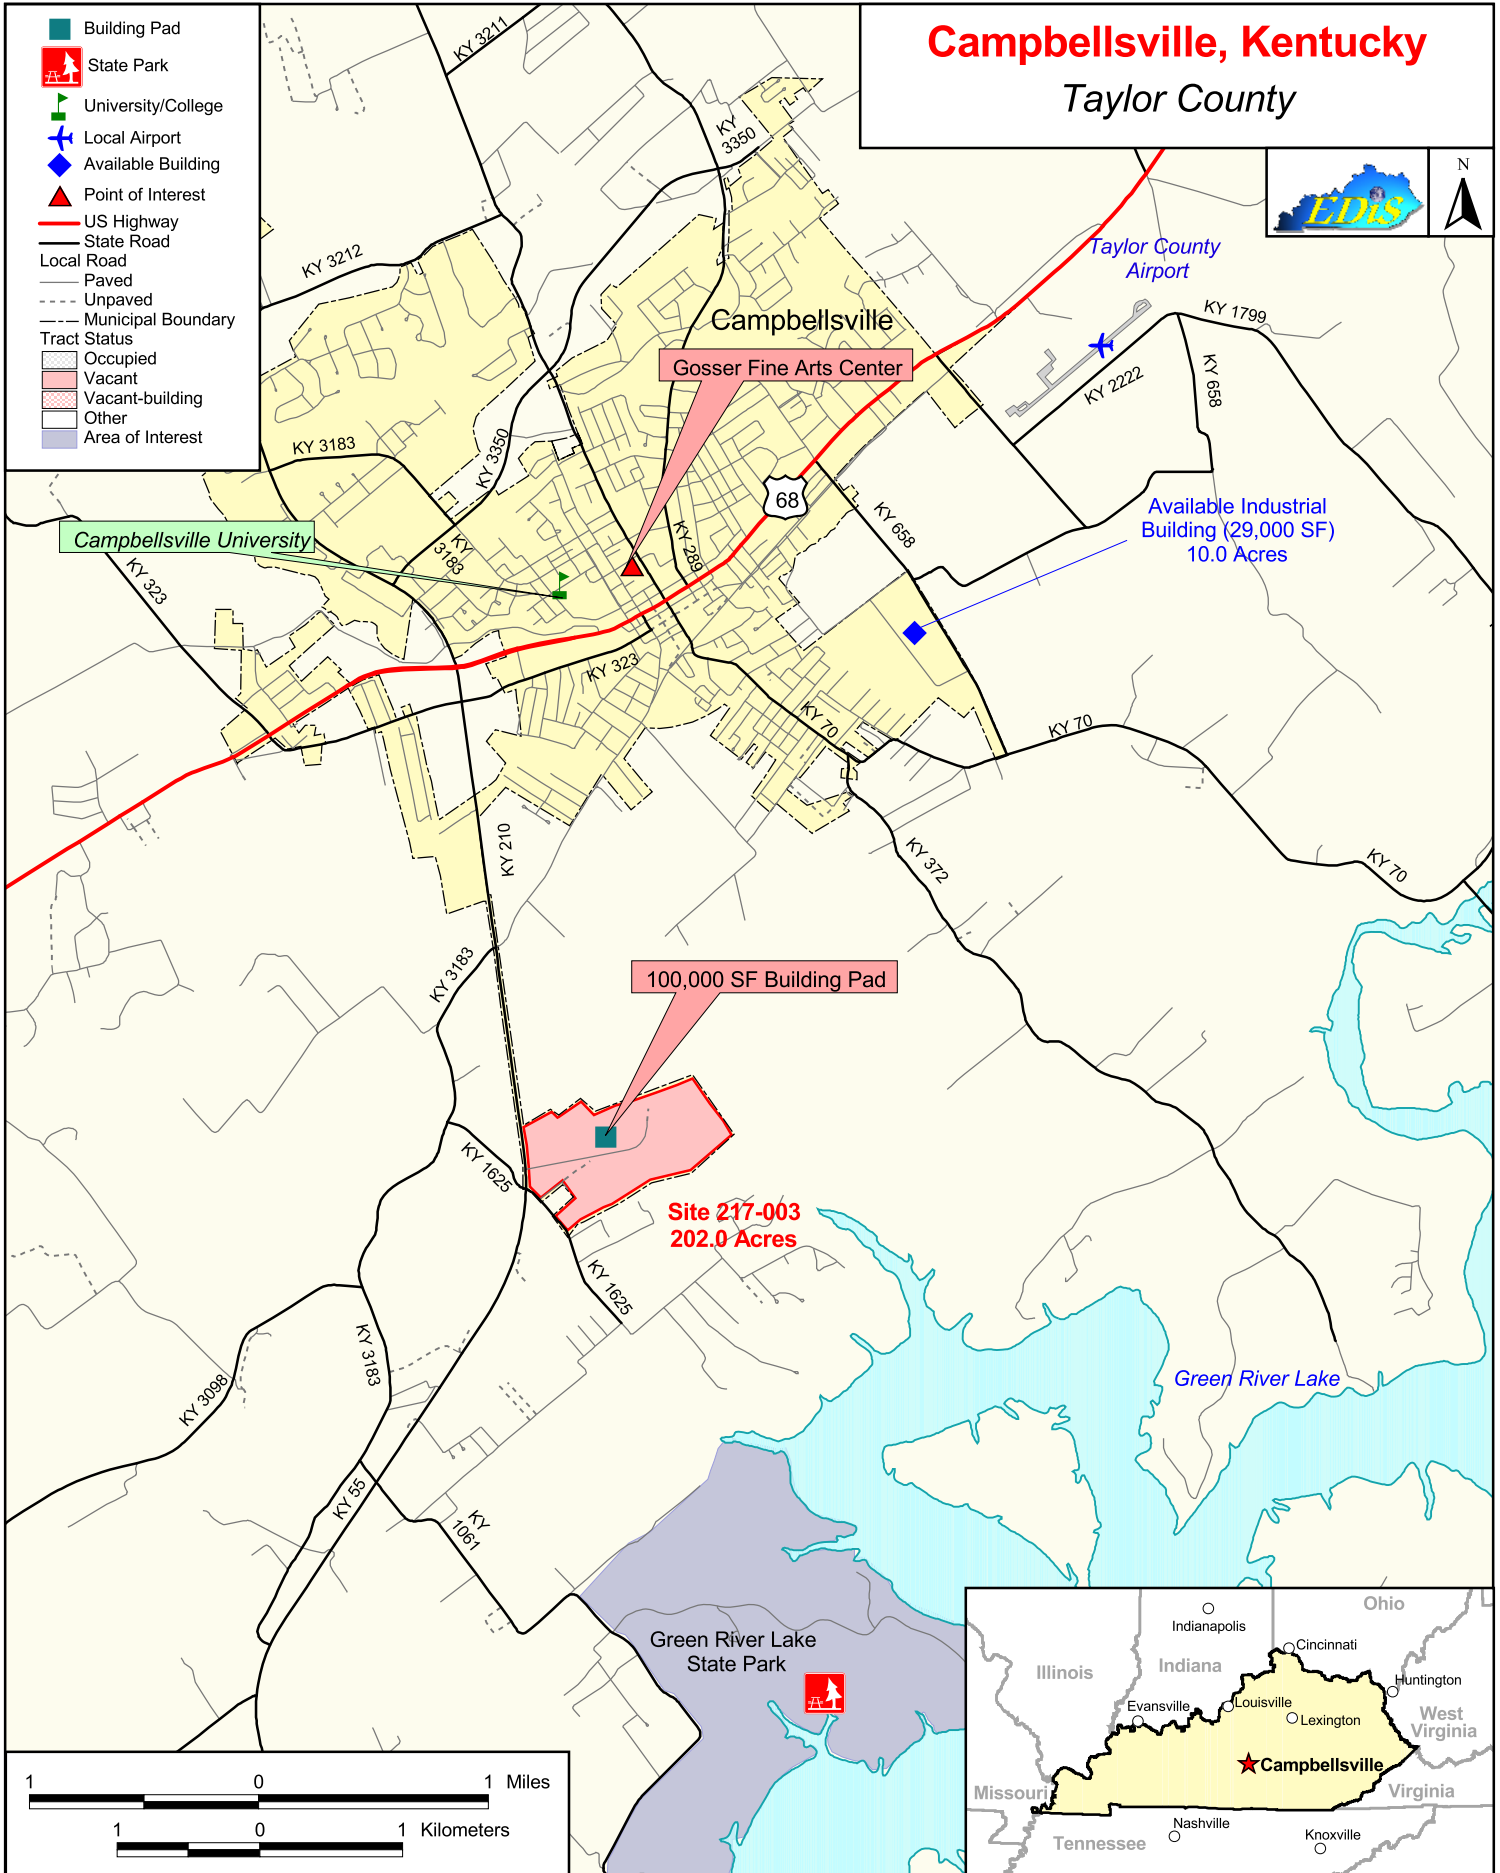 Campbellsville, Kentucky
Taylor County
Building Pad
State Park
University/College
Local Airport
Available Building
Point of Interest
US Highway
State Road
Local Road
Paved
Unpaved
Municipal Boundary
Tract Status
Occupied
Vacant
Vacant-building
Other
Area of Interest
EDiS
N
KY 3211
KY
3350
KY 3212
Taylor County
Airport
KY 1799
Campbellsville
Gosser Fine Arts Center
KY 2222
KY 658
KY 3183
KY 3350
68
KY 658
Available Industrial
Building (29,000 SF)
10.0 Acres
Campbellsville University
KY
3183
KY 289
KY 323
KY 323
KY 70
KY 70
KY 210
KY 372
KY 70
KY 3183
100,000 SF Building Pad
KY 1625
Site 217-003
202.0 Acres
KY 1625
KY 3183
KY 3098
Green River Lake
KY 55
KY
1061
Green River Lake
State Park
1 0 1 Miles
1 0 1 Kilometers
Ohio
Indianapolis
Cincinnati
Illinois
Indiana
Huntington
Evansville
Louisville
Lexington
West
Virginia
Campbellsville
Missouri
Virginia
Nashville
Tennessee
Knoxville